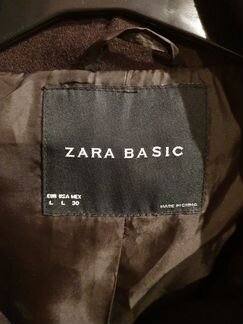 ZARA BASIC
EUR USA MEX
L L 30
MADE IN CHINA